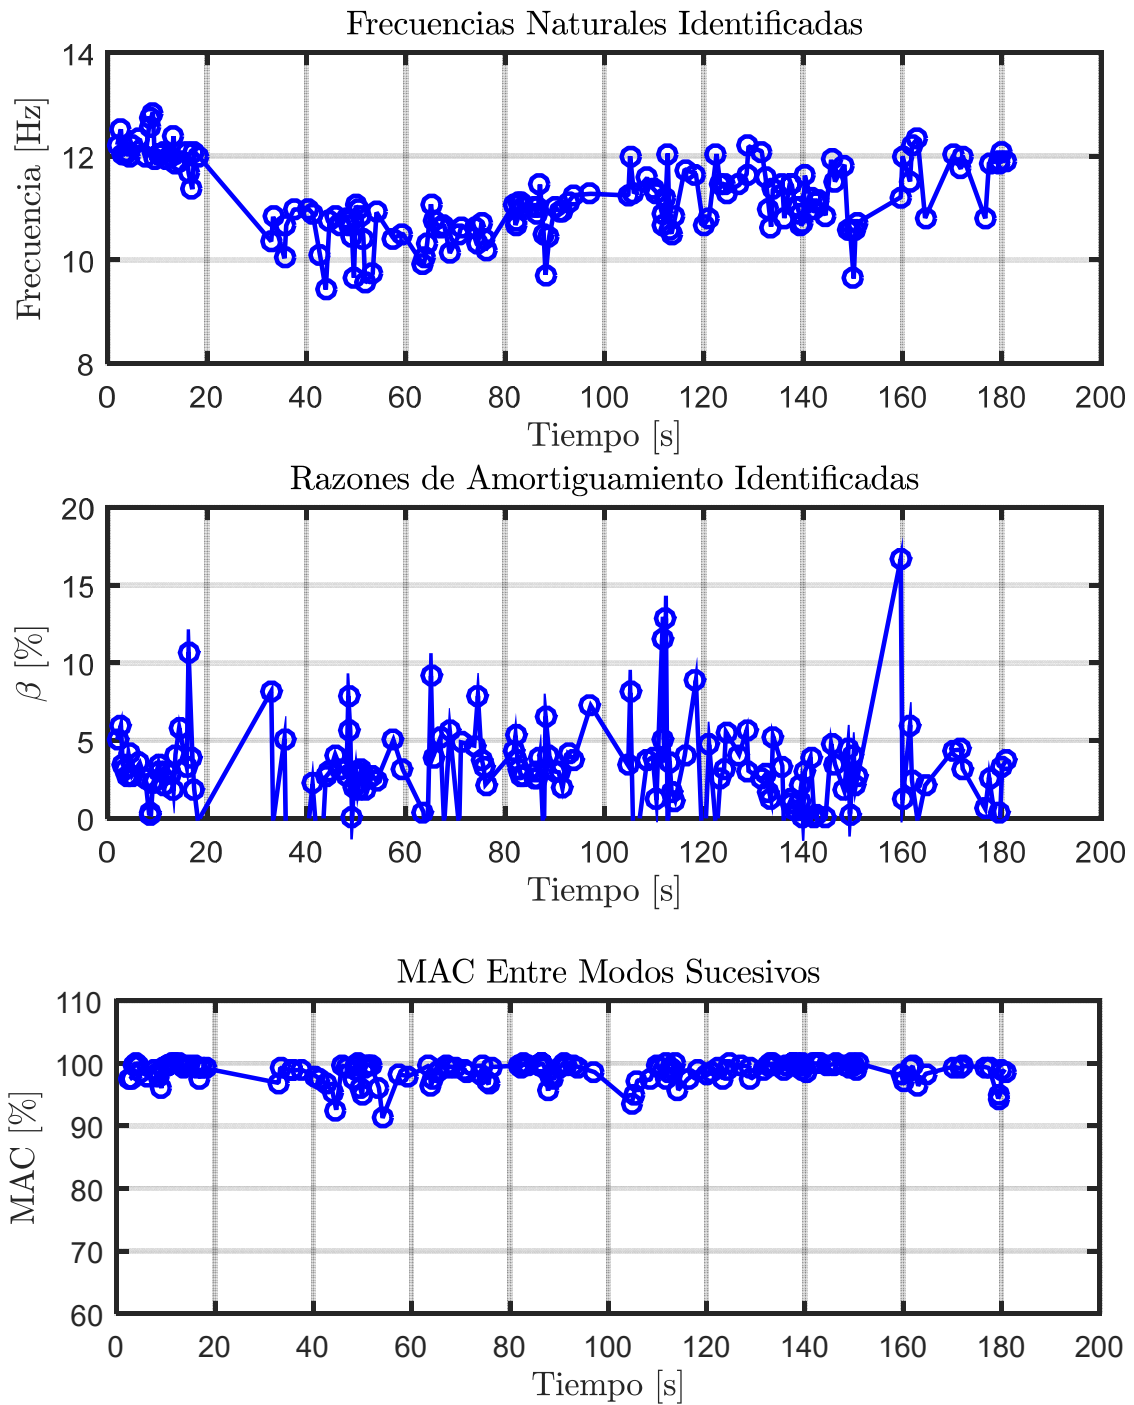 Frecuencias Naturales Identificadas
Frecuencia [Hz]
14
12
10
8
0 20 40 60 80 100 120 140 160 180 200
Tiempo [s]
Razones de Amortiguamiento Identificadas
β [%]
20
15
10
5
0
0 20 40 60 80 100 120 140 160 180 200
Tiempo [s]
MAC Entre Modos Sucesivos
MAC [%]
110
100
90
80
70
60
0 20 40 60 80 100 120 140 160 180 200
Tiempo [s]